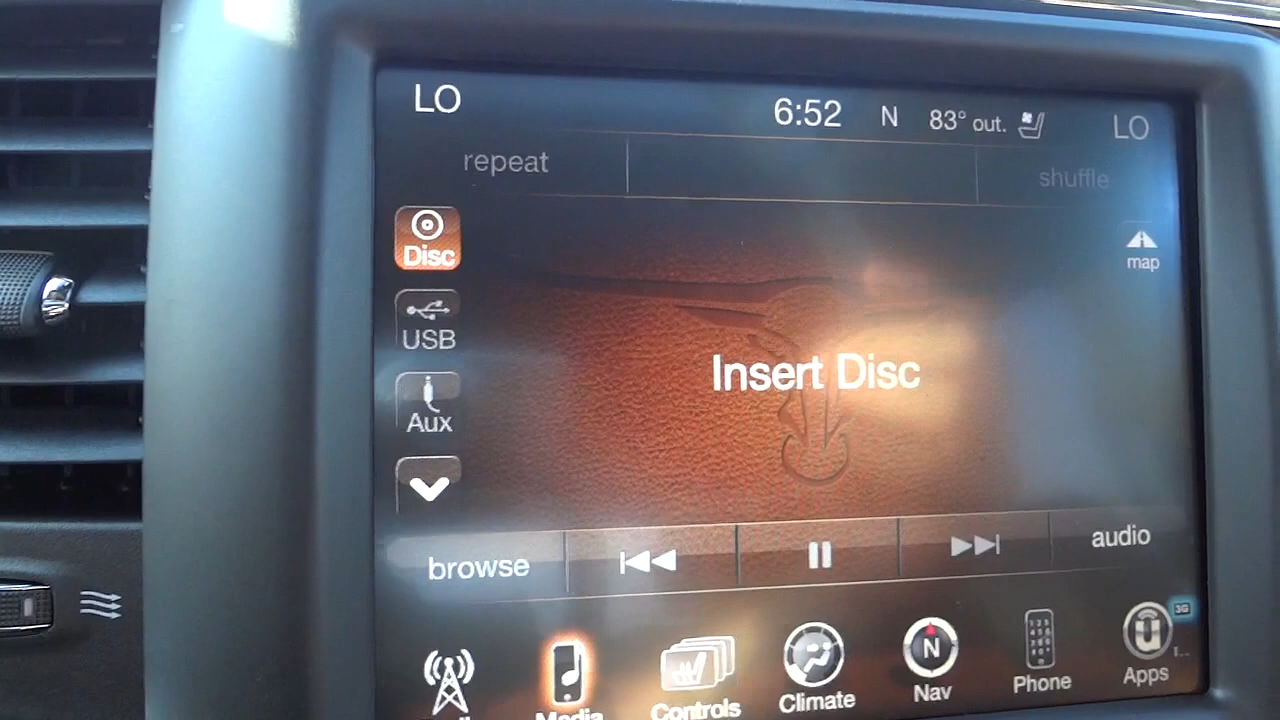 LO 6:52 N 83° out. LO
repeat shuffle
Disc
map
USB
Insert Disc
Aux
browse audio
3G
N
Controls Climate Nav Phone Apps
Media